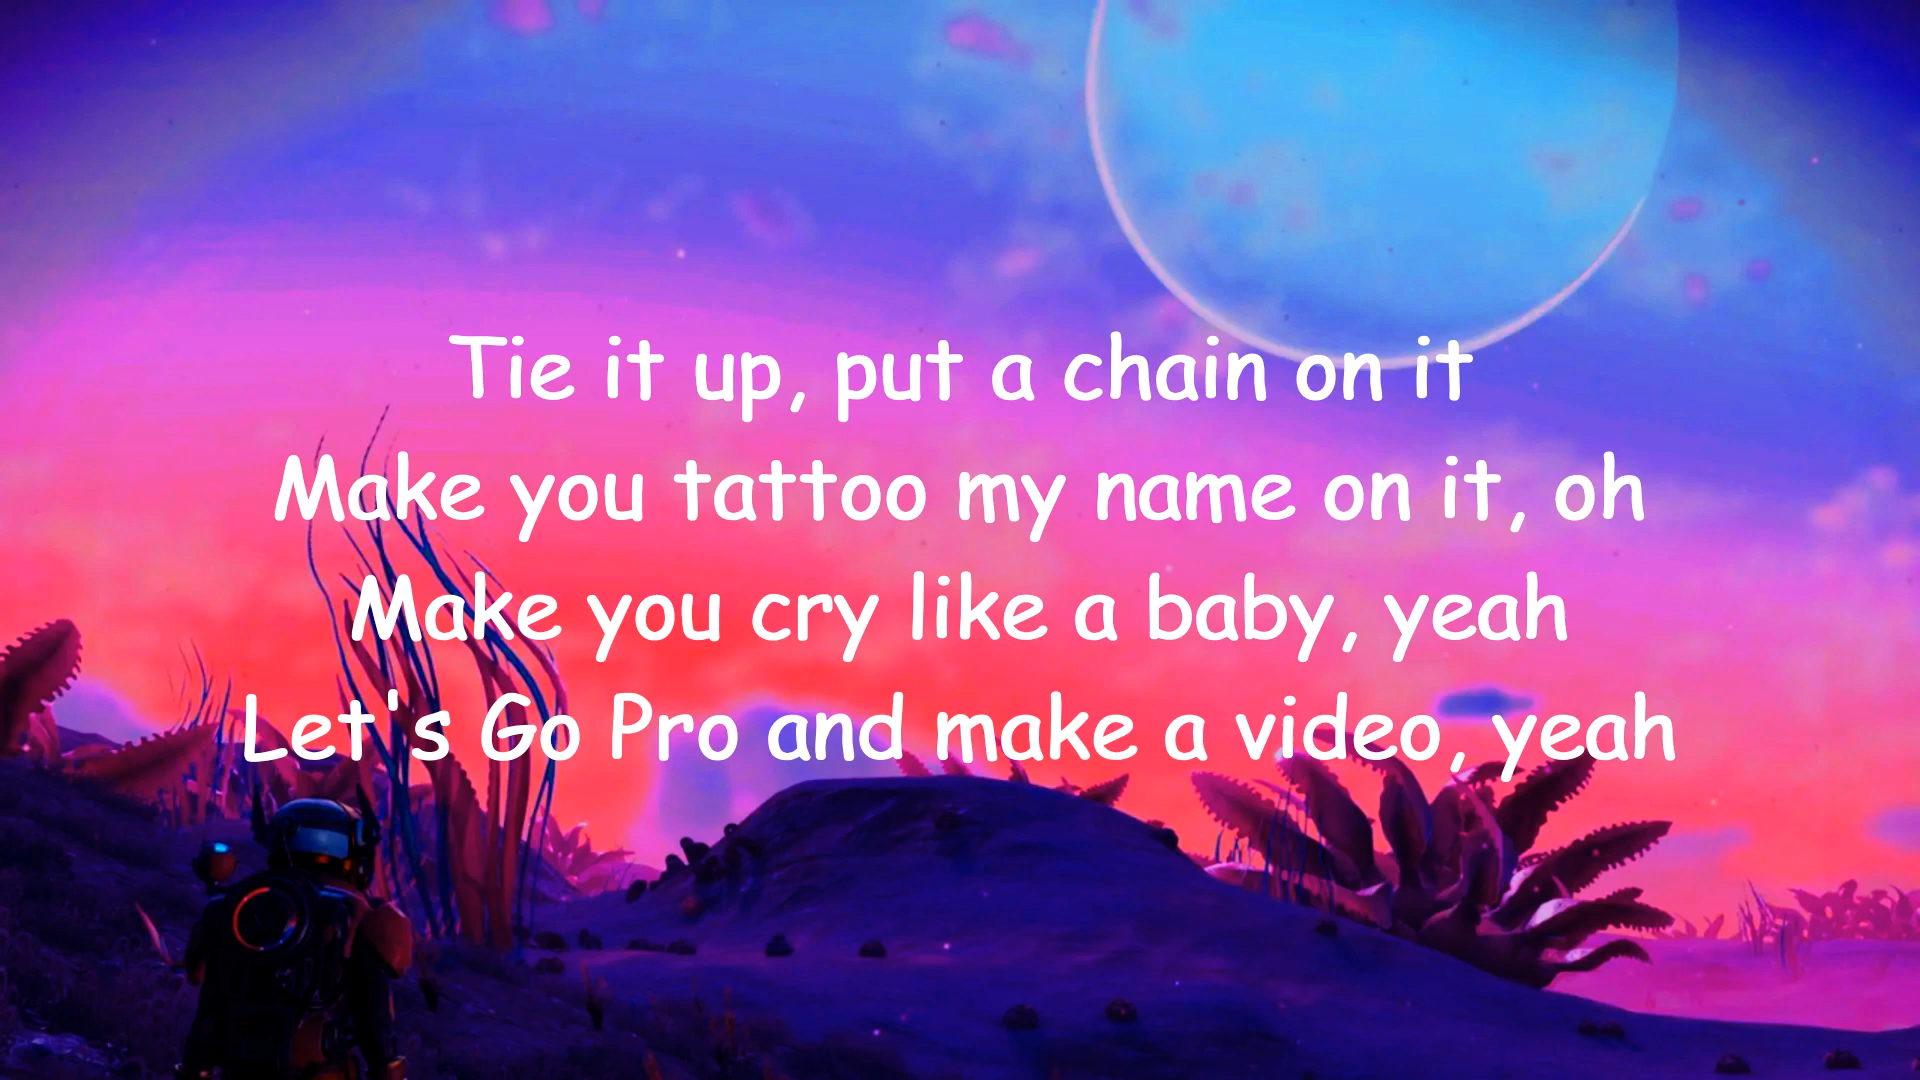 Tie it up, put a chain on it
Make you tattoo my name on it, oh
Make you cry like a baby, yeah
Let's Go Pro and make a video, yeah